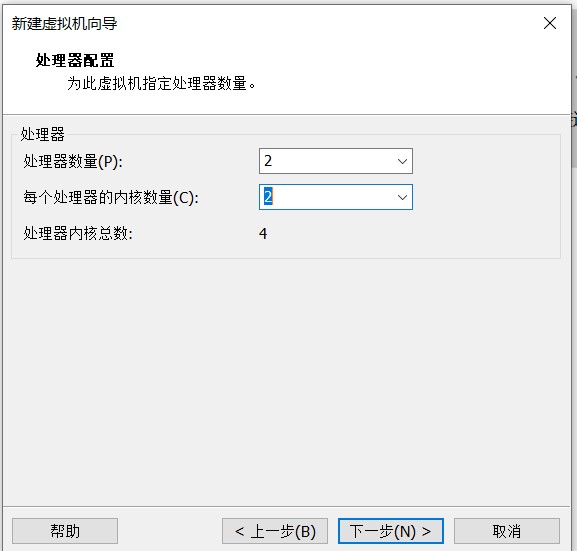 新建虚拟机向导
处理器配置
为此虚拟机指定处理器数量。
处理器
处理器数量(P): 2
每个处理器的内核数量(C): 2
处理器内核总数: 4
帮助 < 上一步(B) 下一步(N) > 取消